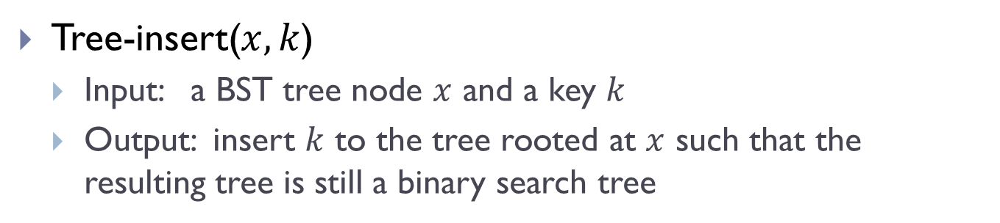 Tree-insert(x, k)
Input: a BST tree node x and a key k
Output: insert k to the tree rooted at x such that the
resulting tree is still a binary search tree